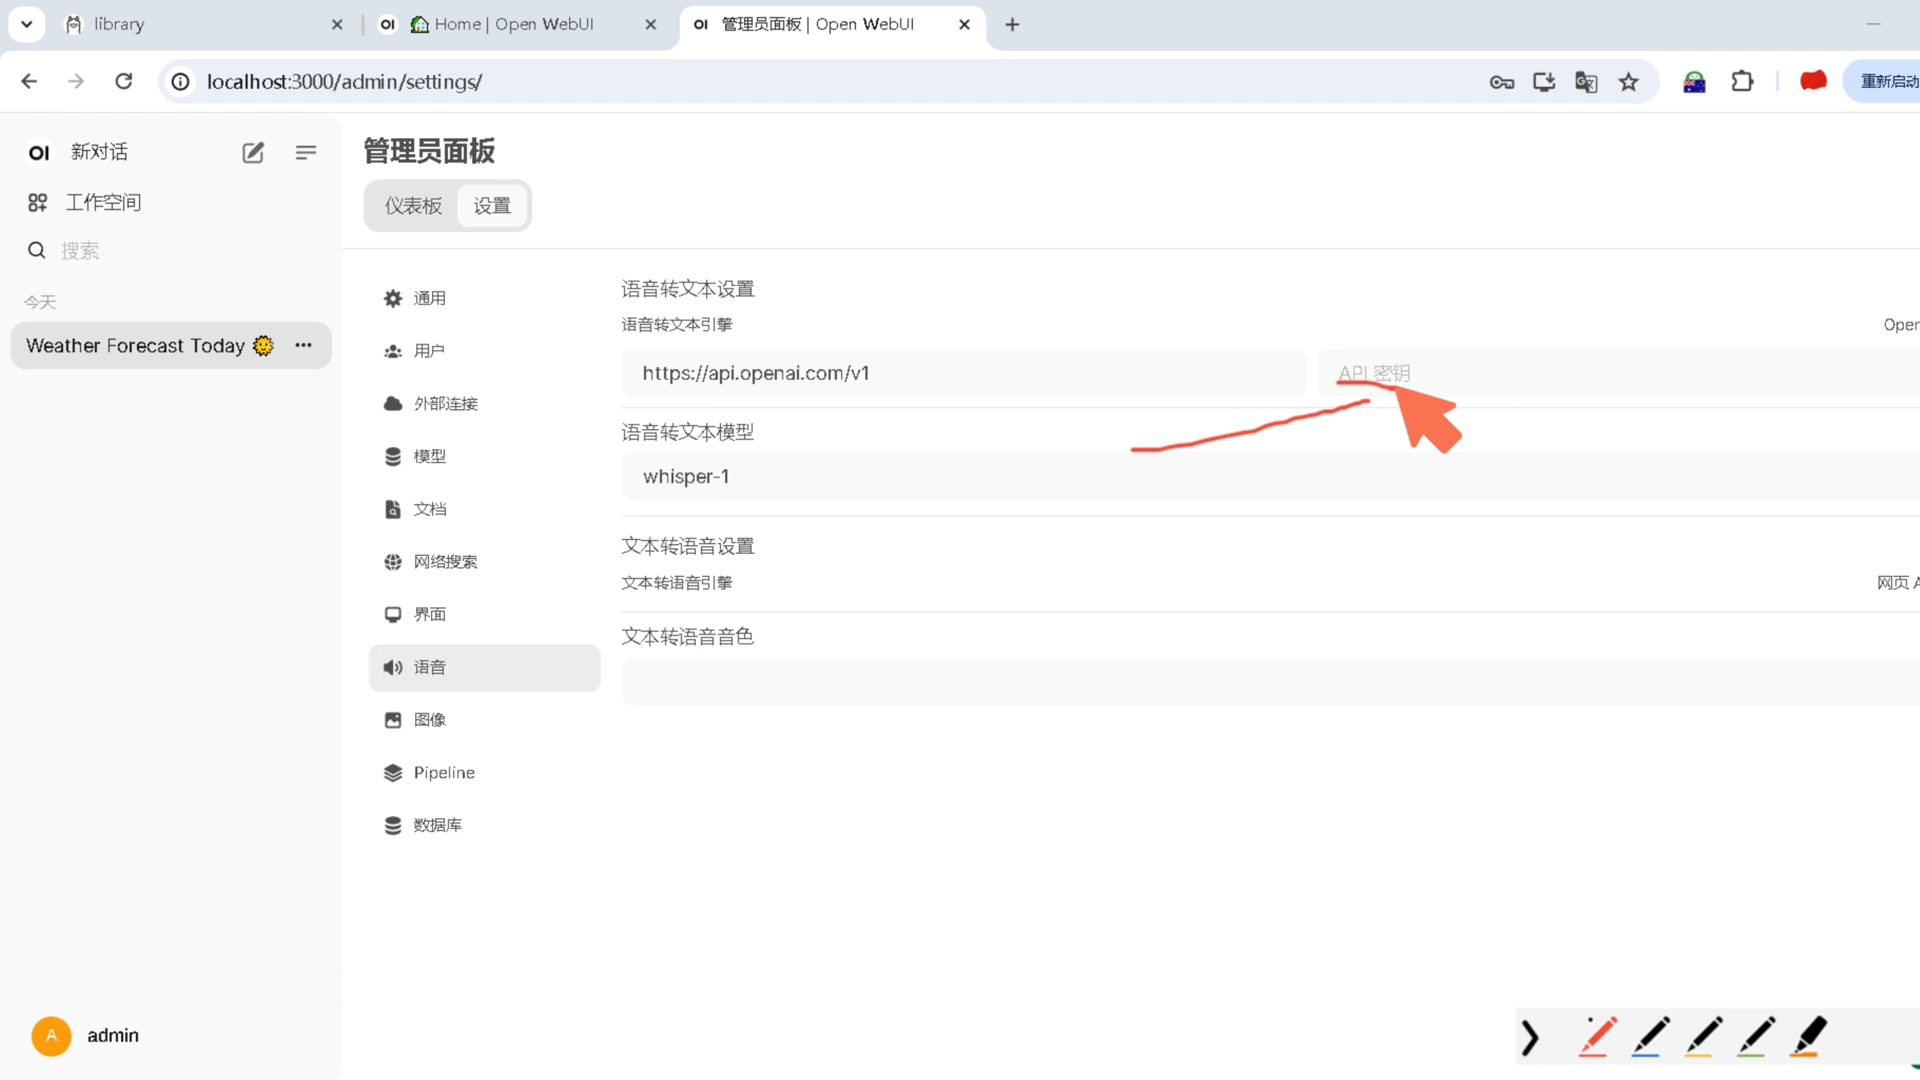 library
Home | Open WebUI
管理员面板 | Open WebUI
localhost:3000/admin/settings/
重新启动
新对话
工作空间
搜索
今天
Weather Forecast Today
管理员面板
仪表板
设置
通用
用户
外部连接
模型
文档
网络搜索
界面
语音
图像
Pipeline
数据库
语音转文本设置
语音转文本引擎
Oper
https://api.openai.com/v1
API 密钥
语音转文本模型
whisper-1
文本转语音设置
文本转语音引擎
网页 A
文本转语音音色
A
admin